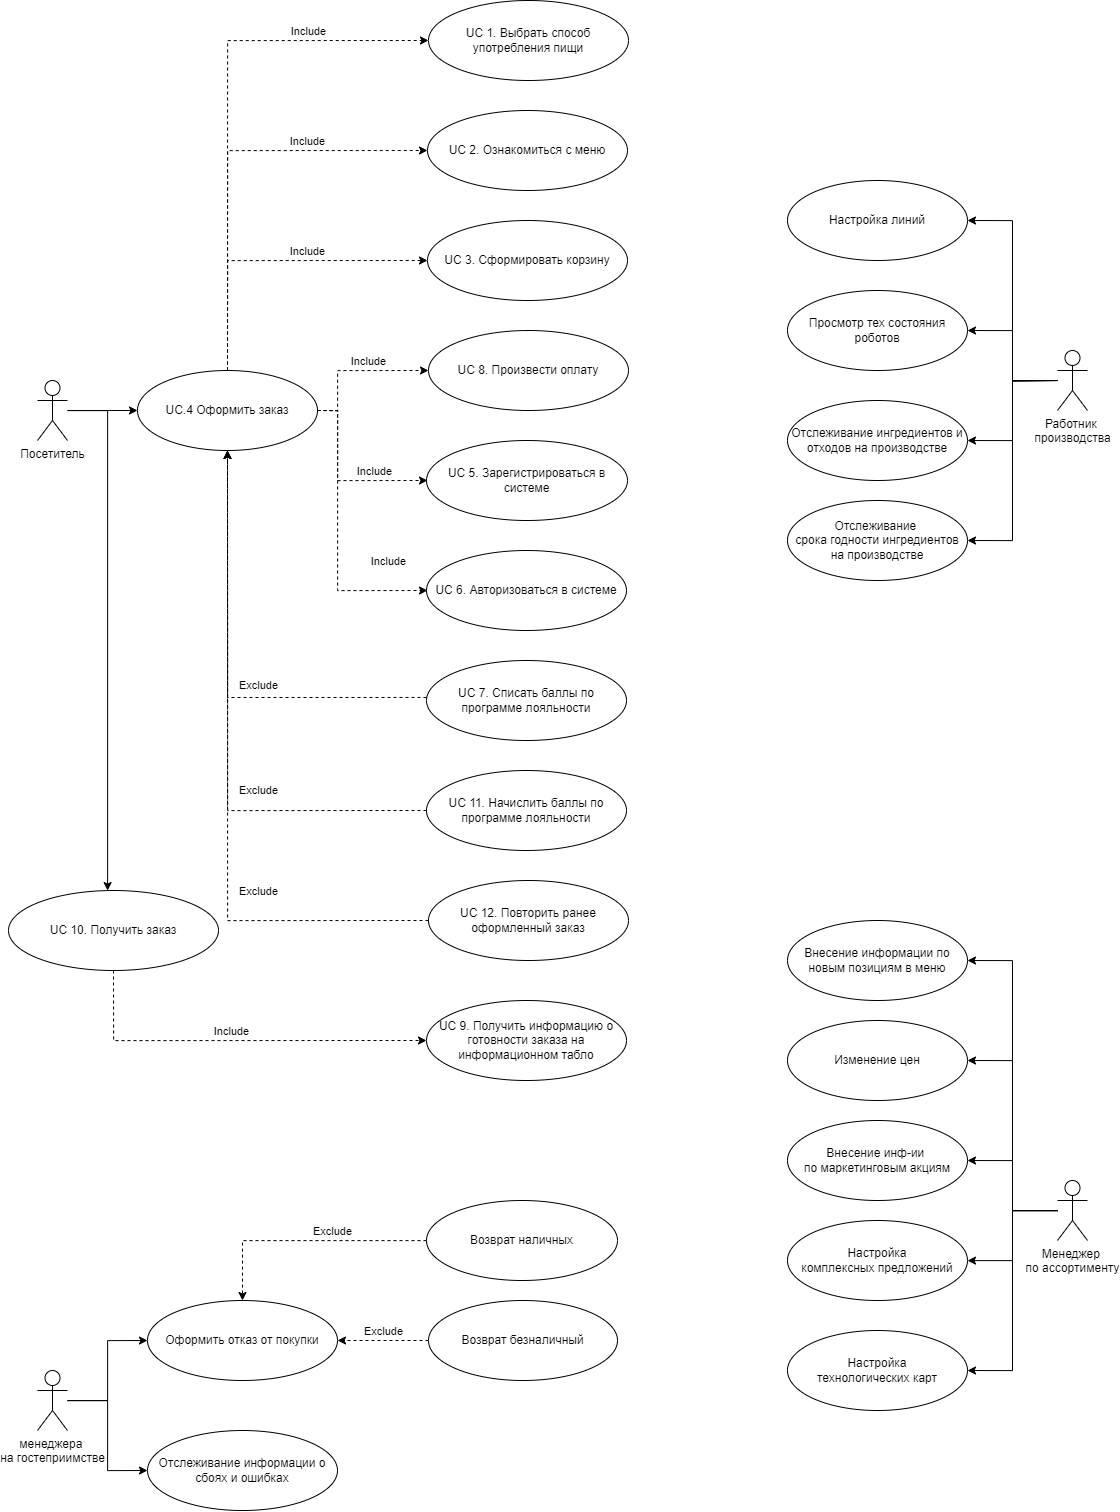 Include
UC 1. Выбрать способ
употребления пищи
Include
UC 2. Ознакомиться с меню
Include
UC 3. Сформировать корзину
Include
UC 8. Произвести оплату
UC.4 Оформить заказ
Посетитель
Include
UC 5. Зарегистрироваться в
системе
Include
UC 6. Авторизоваться в системе
Exclude
UC 7. Списать баллы по
программе лояльности
Exclude
UC 11. Начислить баллы по
программе лояльности
Exclude
UC 12. Повторить ранее
оформленный заказ
UC 10. Получить заказ
Include
UC 9. Получить информацию о
готовности заказа на
информационном табло
Настройка линий
Просмотр тех состояния
роботов
Работник
производства
Отслеживание ингредиентов и
отходов на производстве
Отслеживание
срока годности ингредиентов
на производстве
Внесение информации по
новым позициям в меню
Изменение цен
Внесение инф-ии
по маркетинговым акциям
Менеджер
по ассортименту
Настройка
комплексных предложений
Настройка
технологических карт
Exclude
Возврат наличных
Оформить отказ от покупки
Exclude
Возврат безналичный
менеджера
на гостеприимстве
Отслеживание информации о
сбоях и ошибках